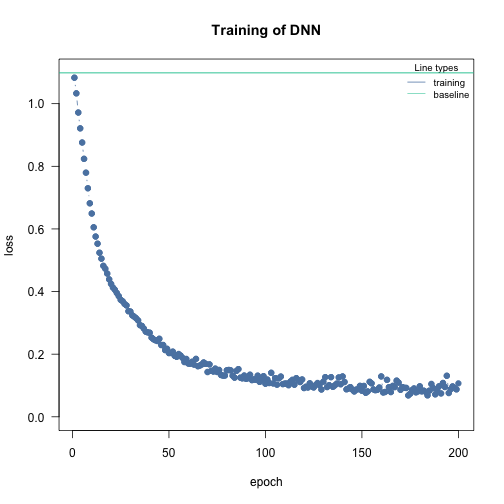 Training of DNN
Line types
training
baseline
1.0
0.8
0.6
0.4
0.2
0.0
loss
0 50 100 150 200
epoch